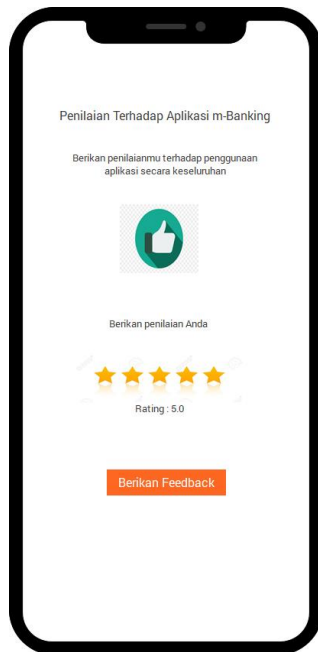 Penilaian Terhadap Aplikasi m-Banking
Berikan penilaianmu terhadap penggunaan
aplikasi secara keseluruhan
Berikan penilaian Anda
Rating : 5.0
Berikan Feedback